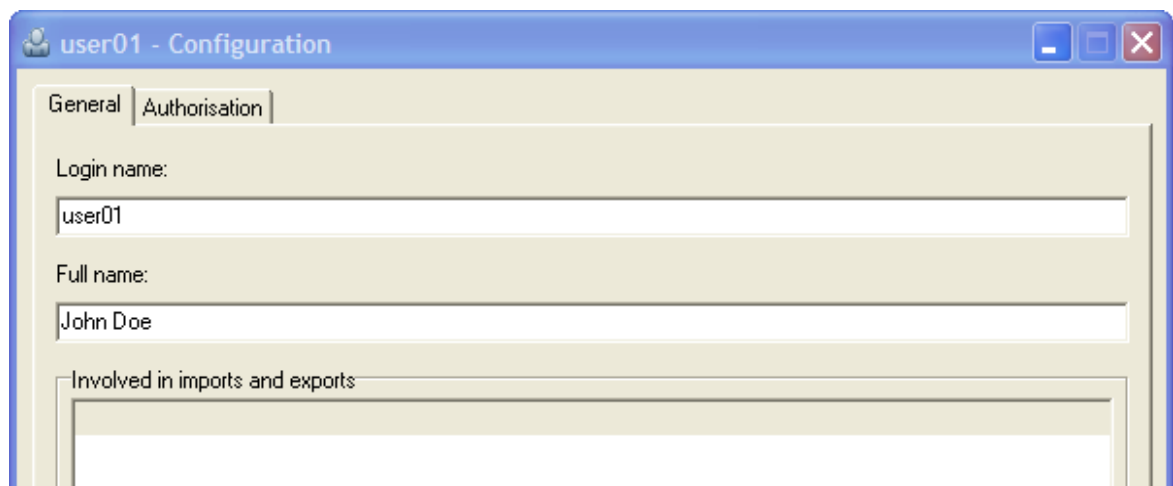 user01 - Configuration
General Authorisation
Login name:
user01
Full name:
John Doe
Involved in imports and exports